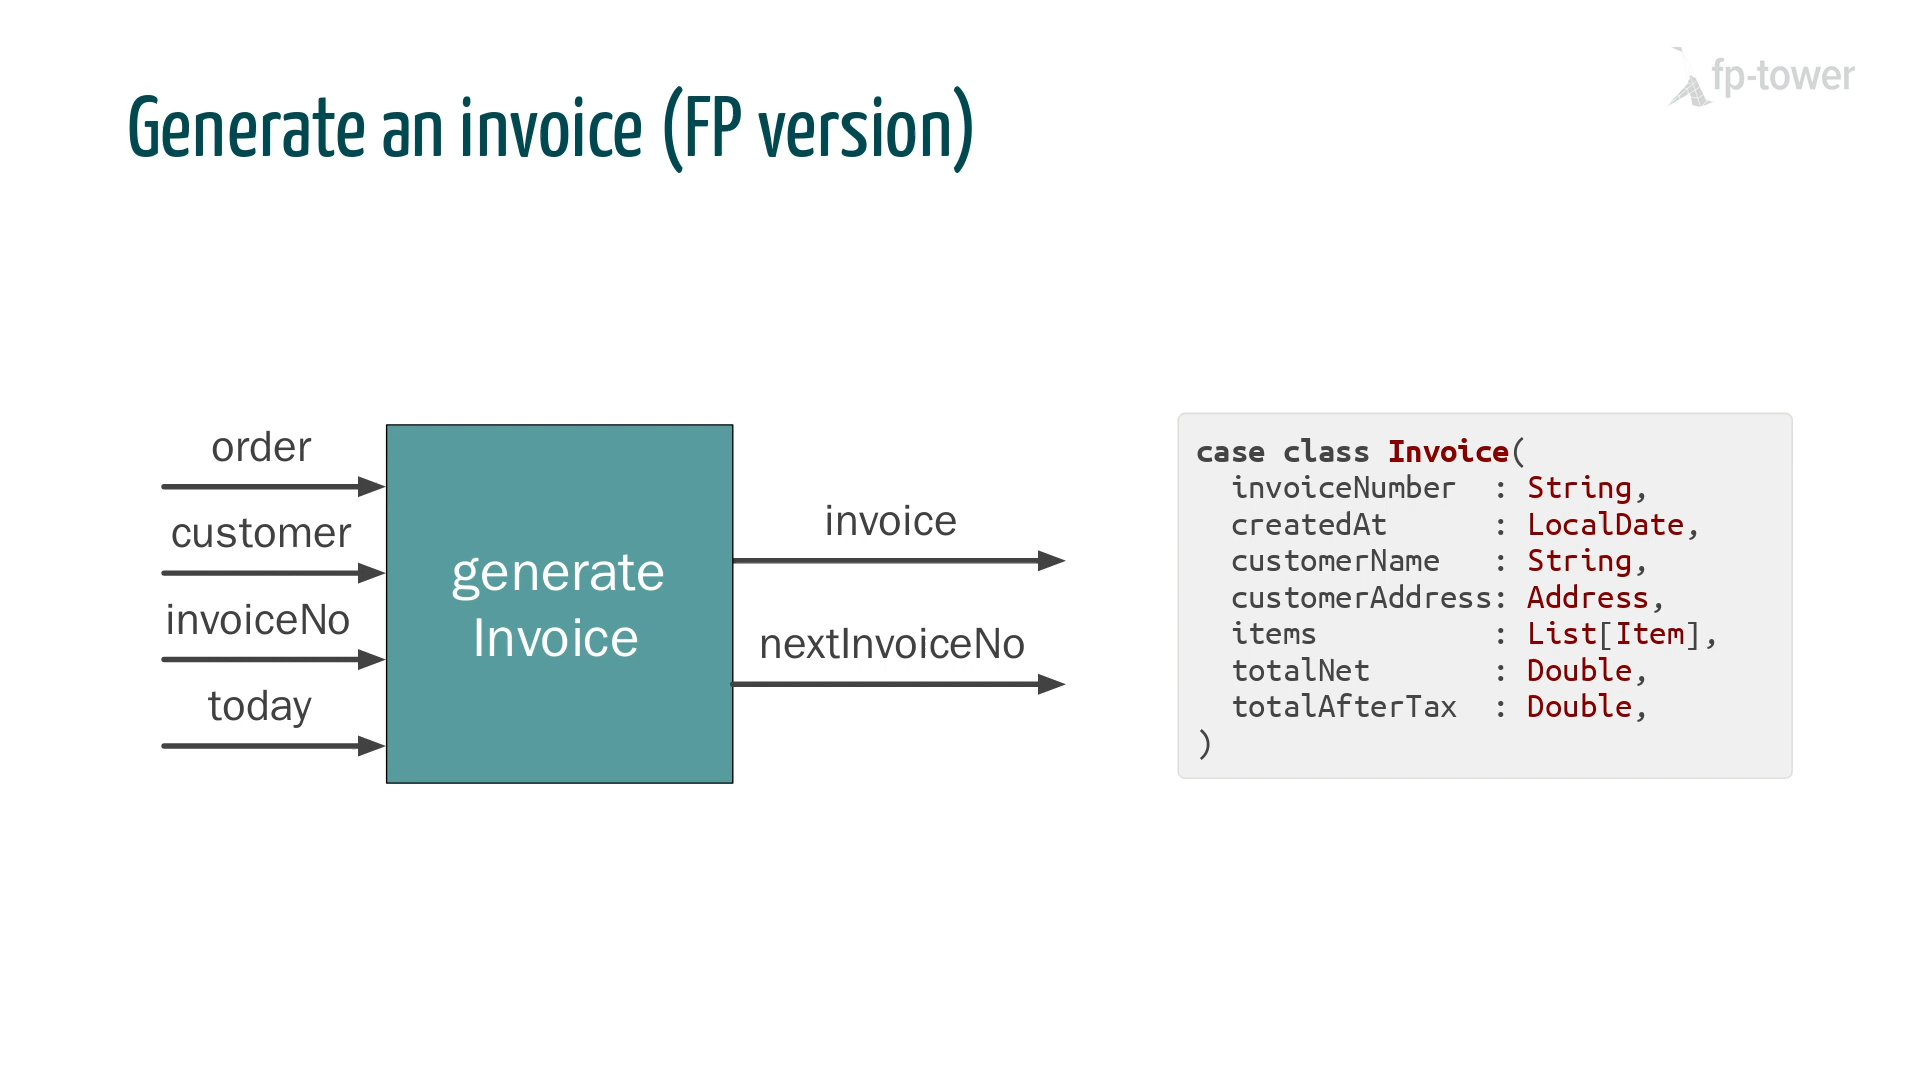 fp-tower
Generate an invoice (FP version)
order
customer
invoiceNo
today
generate
Invoice
invoice
nextInvoiceNo
case class Invoice(
  invoiceNumber  : String,
  createdAt      : LocalDate,
  customerName   : String,
  customerAddress: Address,
  items          : List[Item],
  totalNet       : Double,
  totalAfterTax  : Double,
)